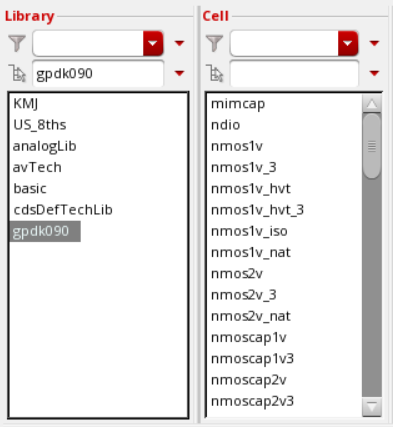 Library
gpdk090
KMJ
US_8ths
analogLib
avTech
basic
cdsDefTechLib
gpdk090
Cell
mimcap
ndio
nmos1v
nmos1v_3
nmos1v_hvt
nmos1v_hvt_3
nmos1v_iso
nmos1v_nat
nmos2v
nmos2v_3
nmos2v_nat
nmoscap1v
nmoscap1v3
nmoscap2v
nmoscap2v3